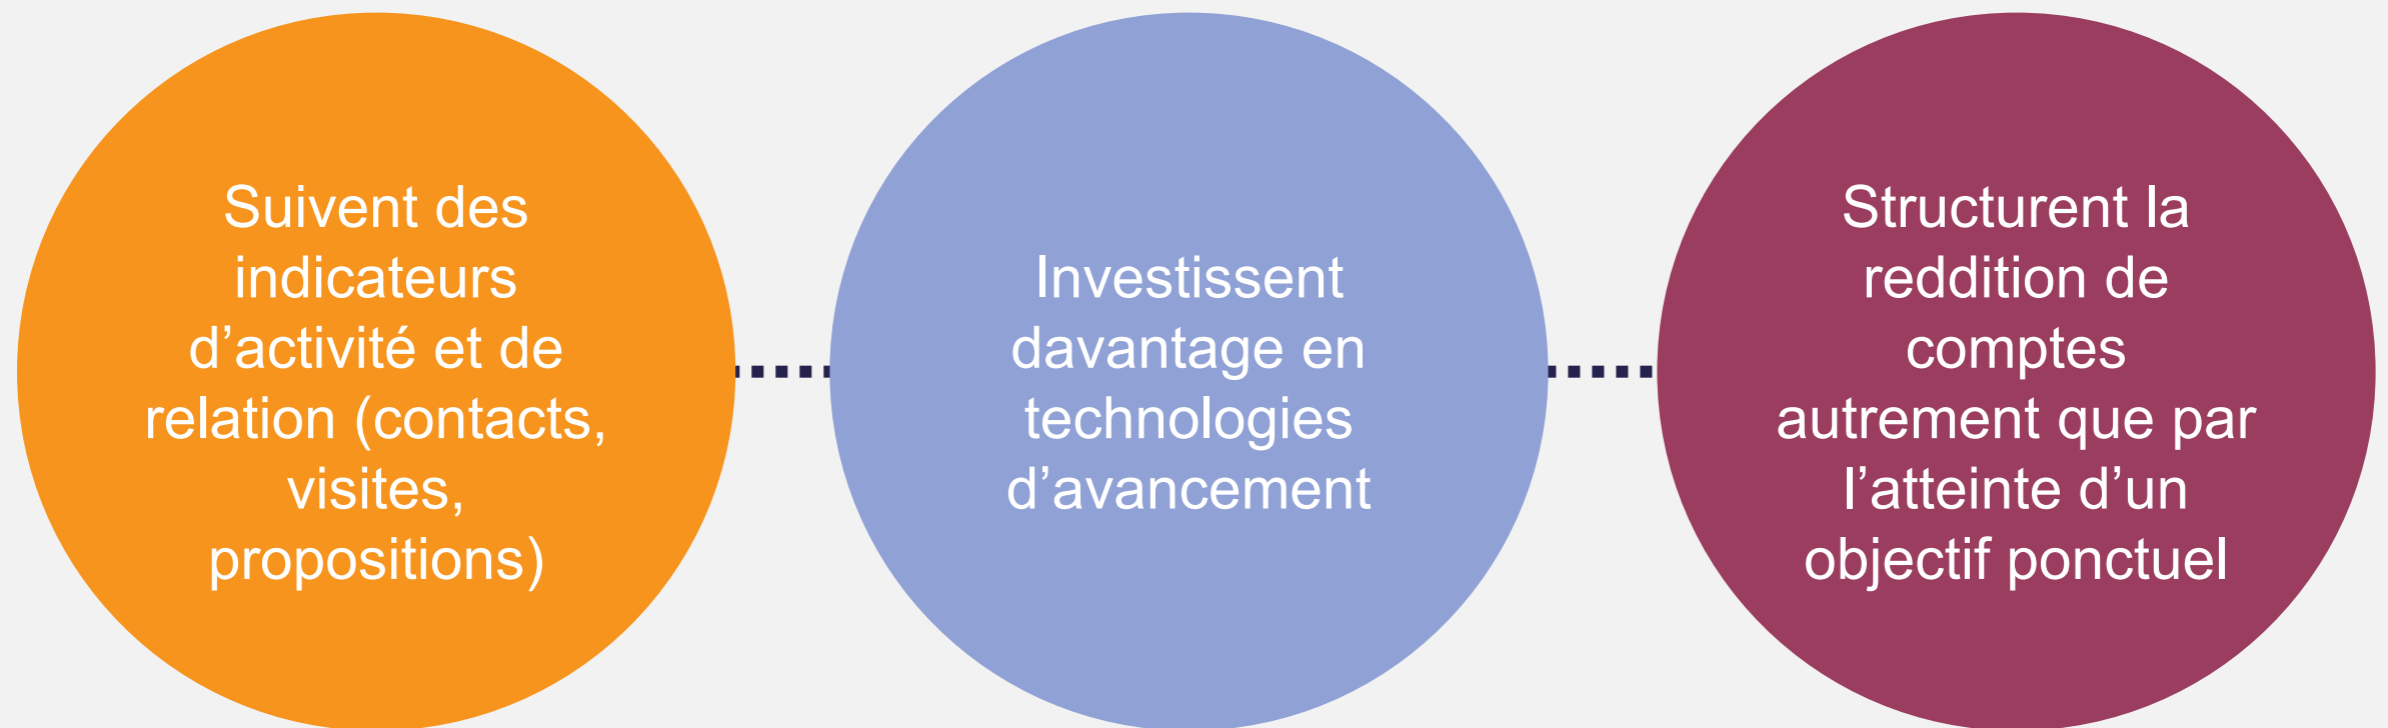 Suivent des
indicateurs
d’activité et de
relation (contacts,
visites,
propositions)
Investissent
davantage en
technologies
d’avancement
Structurent la
reddition de
comptes
autrement que par
l’atteinte d’un
objectif ponctuel